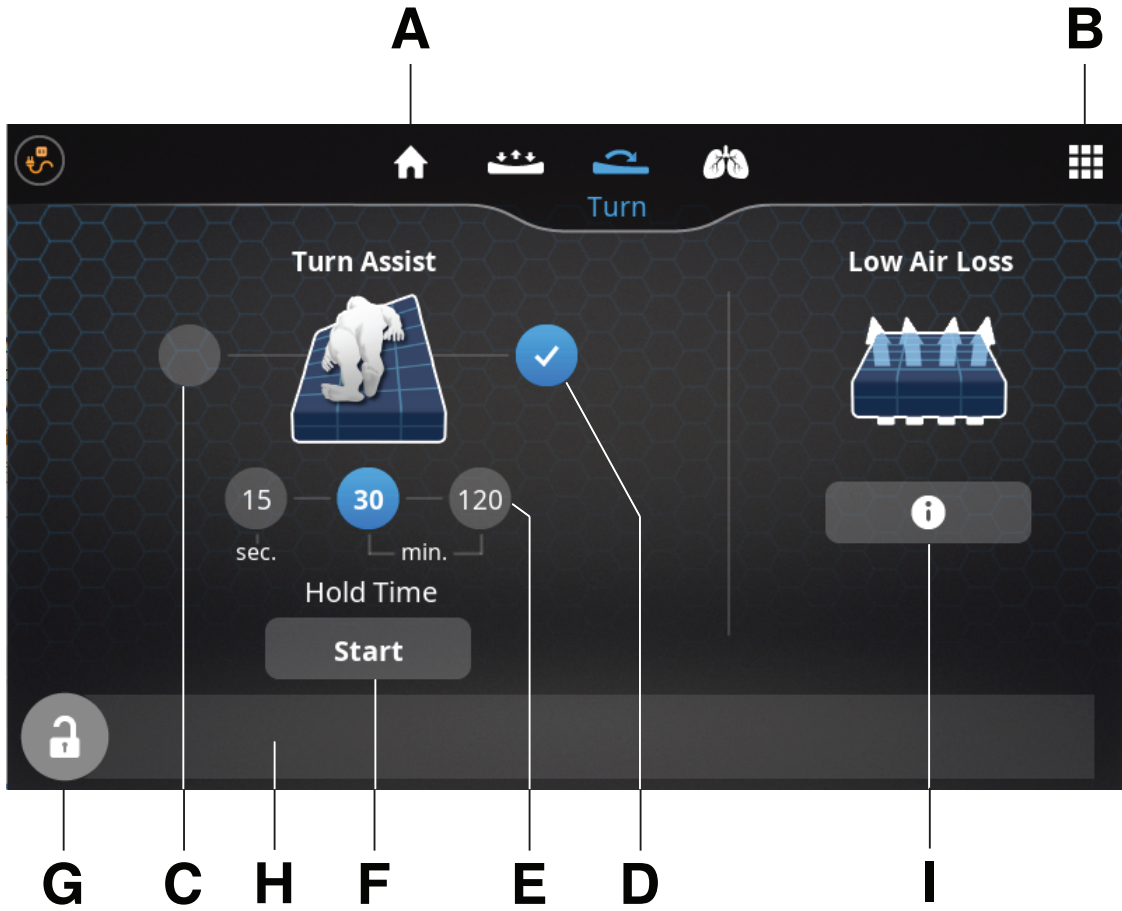 A B
Turn
Turn Assist Low Air Loss
15 30 120
sec. min.
Hold Time
Start
G C H F E D I